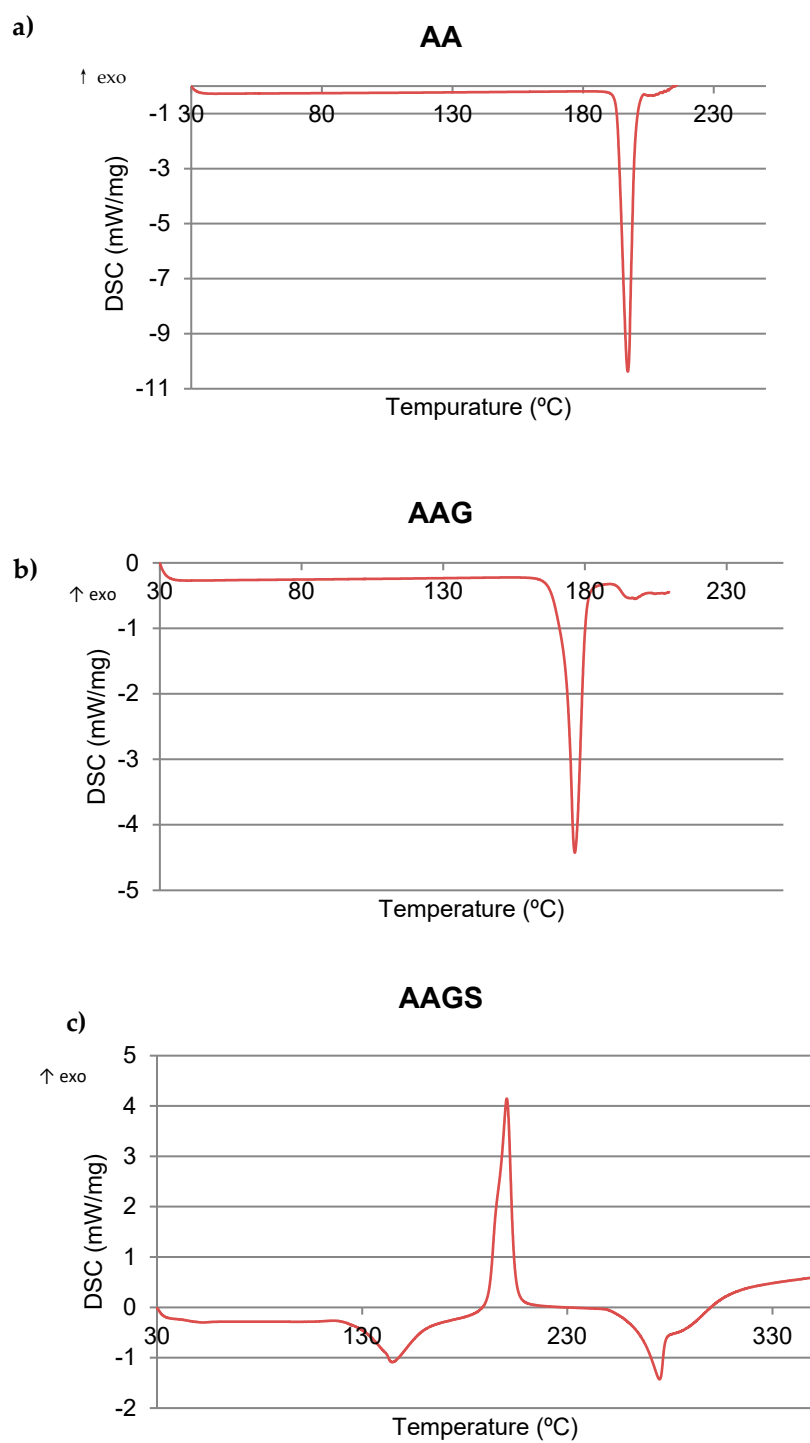 a)
AA
↑ exo
-1 30 80 130 180 230
-3
-5
-7
-9
-11
DSC (mW/mg)
Tempurature (ºC)
AAG
b)
↑ exo
0
30 80 130 180 230
-1
-2
-3
-4
-5
DSC (mW/mg)
Temperature (ºC)
AAGS
c)
↑ exo
5
4
3
2
1
0
30 130 230 330
-1
-2
DSC (mW/mg)
Temperature (ºC)